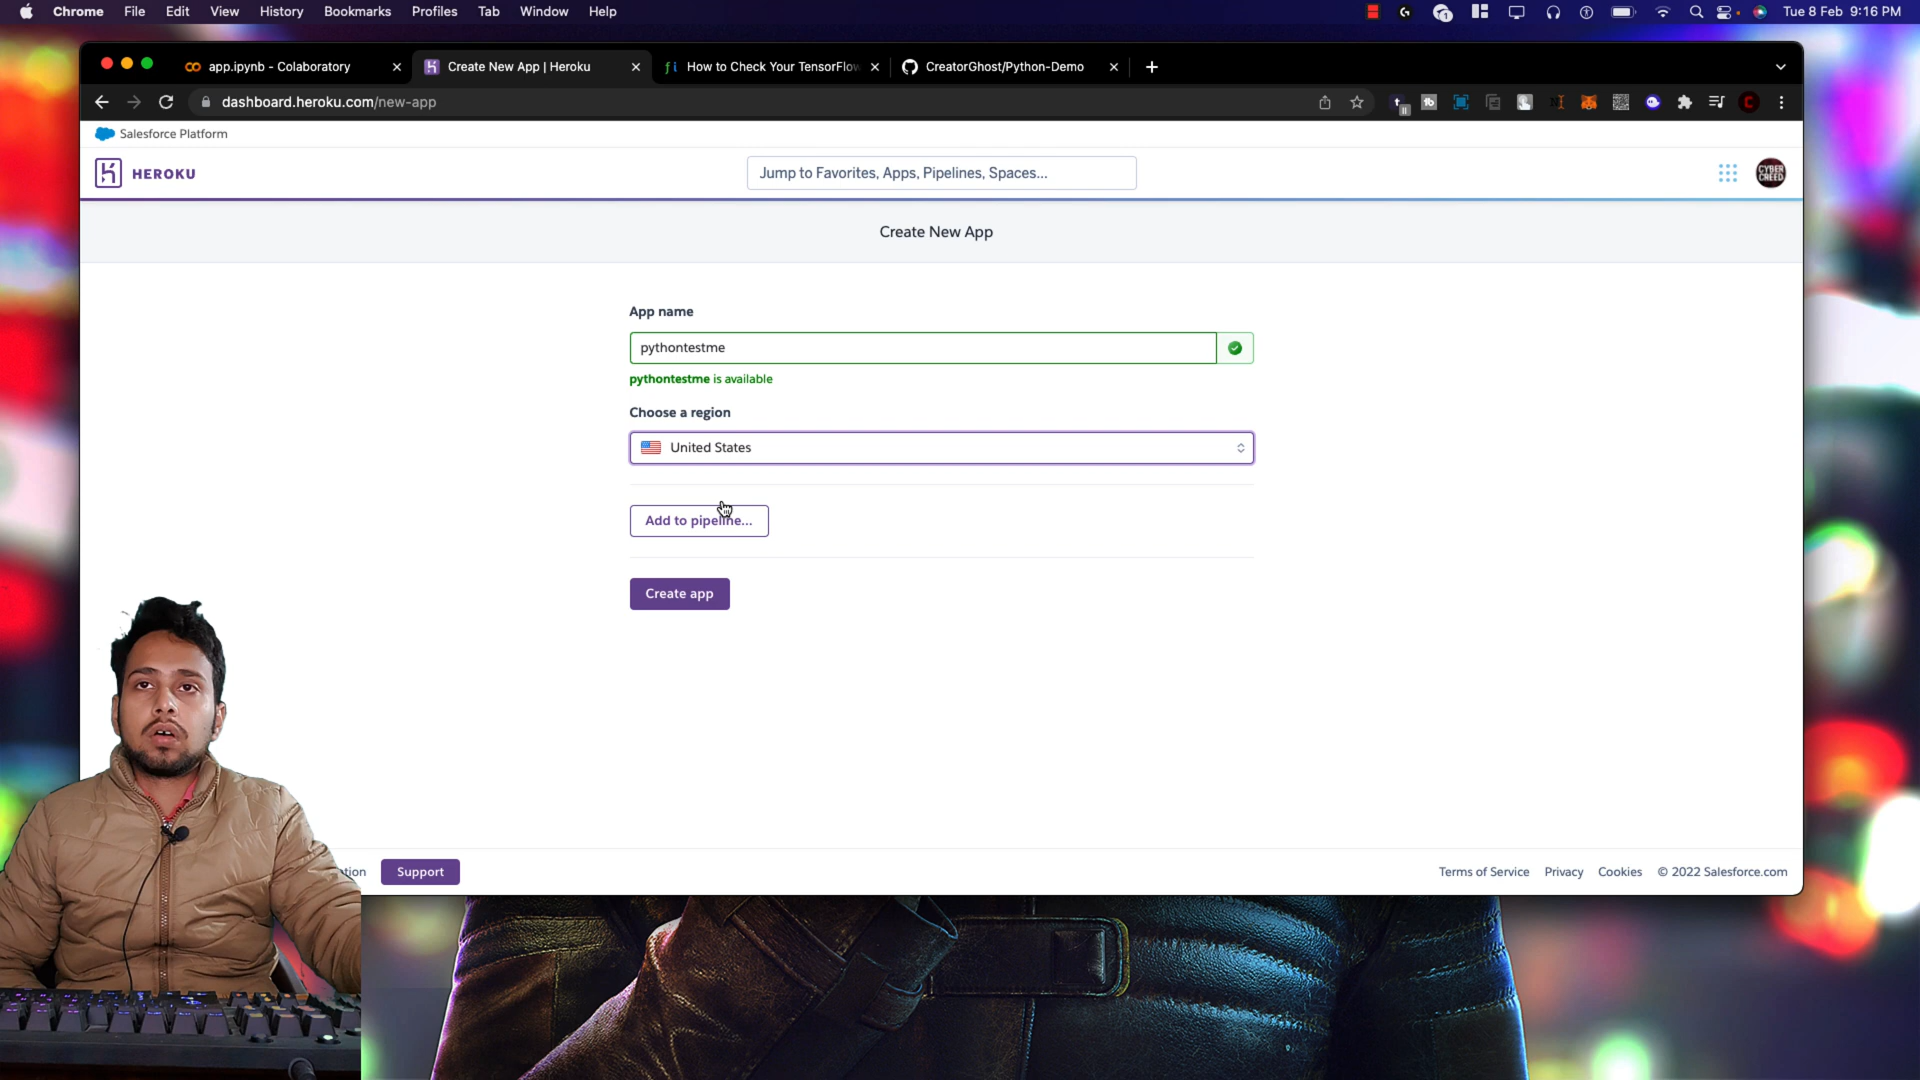 Chrome File Edit View History Bookmarks Profiles Tab Window Help Tue 8 Feb 9:16 PM
app.ipynb - Colaboratory Create New App | Heroku How to Check Your TensorFlow CreatorGhost/Python-Demo
dashboard.heroku.com/new-app
Salesforce Platform
HEROKU Jump to Favorites, Apps, Pipelines, Spaces... CYBER CREED
Create New App
App name
pythontestme
pythontestme is available
Choose a region
United States
Add to pipeline...
Create app
Support Terms of Service Privacy Cookies © 2022 Salesforce.com